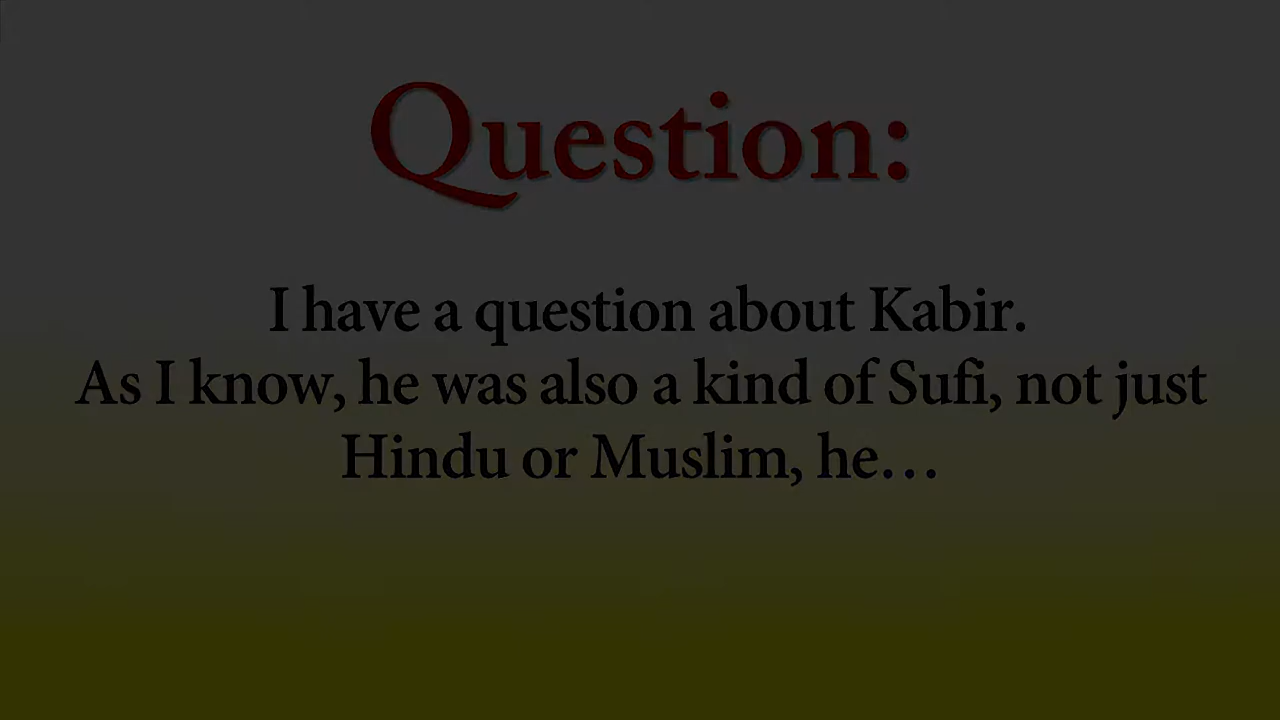 Question:
I have a question about Kabir.
As I know, he was also a kind of Sufi, not just
Hindu or Muslim, he…